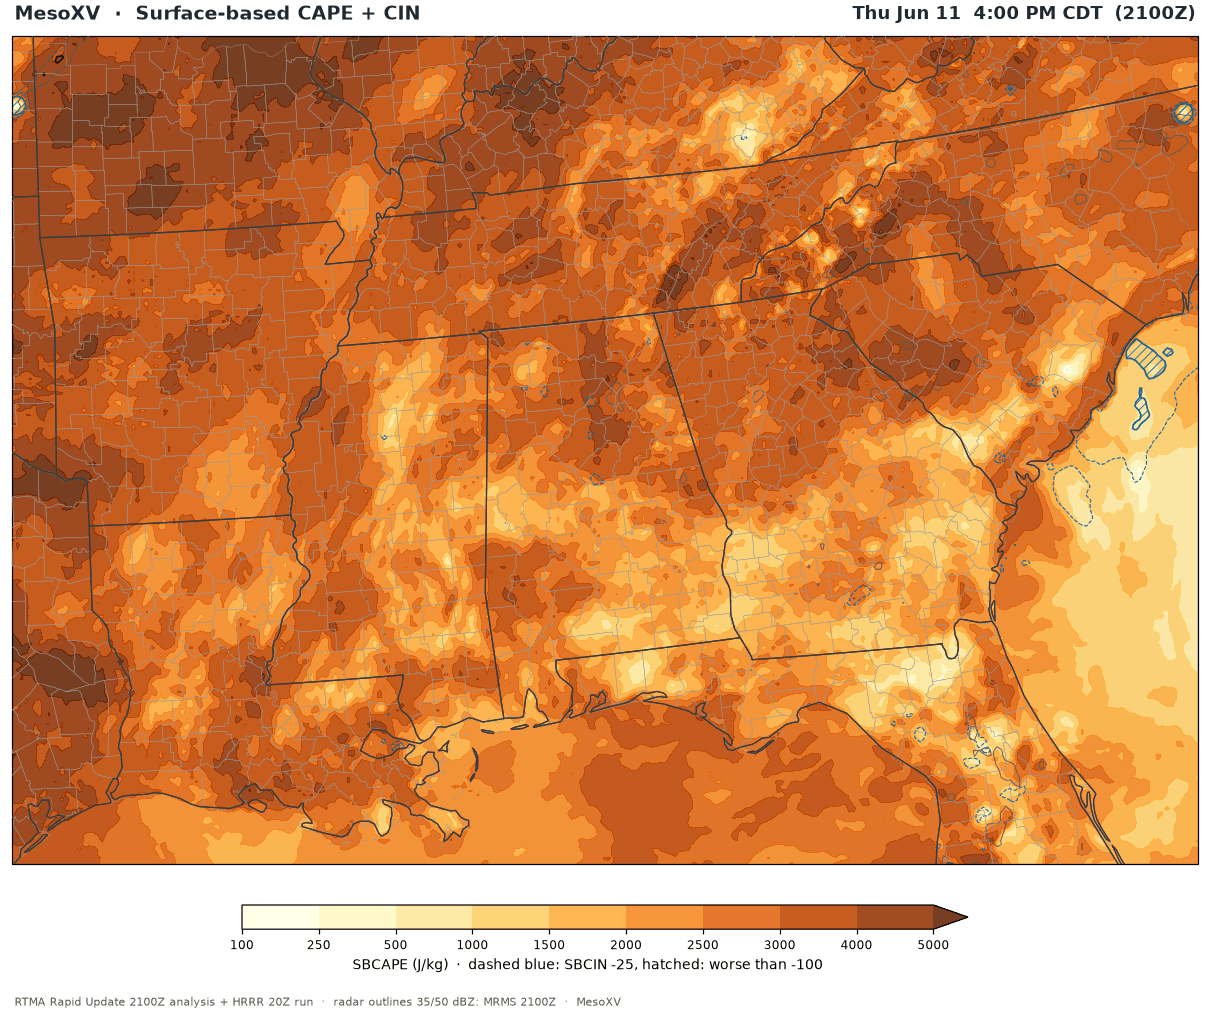 MesoXV · Surface-based CAPE + CIN
Thu Jun 11 4:00 PM CDT (2100Z)
100 250 500 1000 1500 2000 2500 3000 4000 5000
SBCAPE (J/kg) · dashed blue: SBCIN -25, hatched: worse than -100
RTMA Rapid Update 2100Z analysis + HRRR 20Z run · radar outlines 35/50 dBZ: MRMS 2100Z · MesoXV